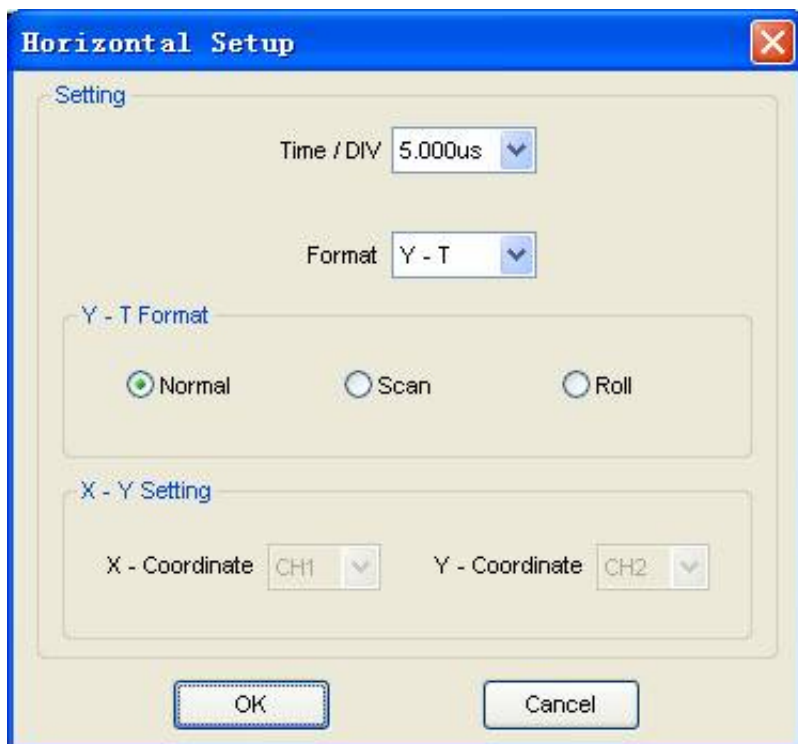 Horizontal Setup
Setting
Time / DIV 5.000us
Format Y - T
Y - T Format
Normal Scan Roll
X - Y Setting
X - Coordinate CH1 Y - Coordinate CH2
OK Cancel